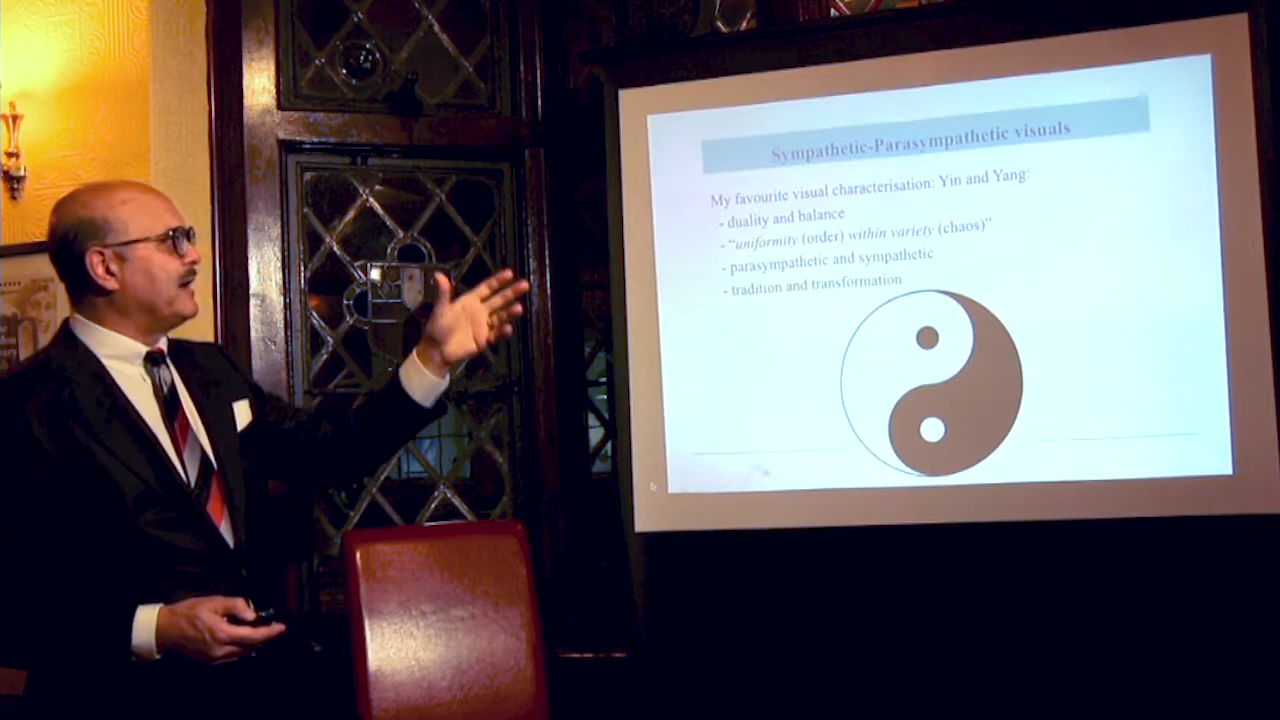 Sympathetic-Parasympathetic visuals
My favourite visual characterisation: Yin and Yang:
- duality and balance
- “uniformity (order) within variety (chaos)”
- parasympathetic and sympathetic
- tradition and transformation